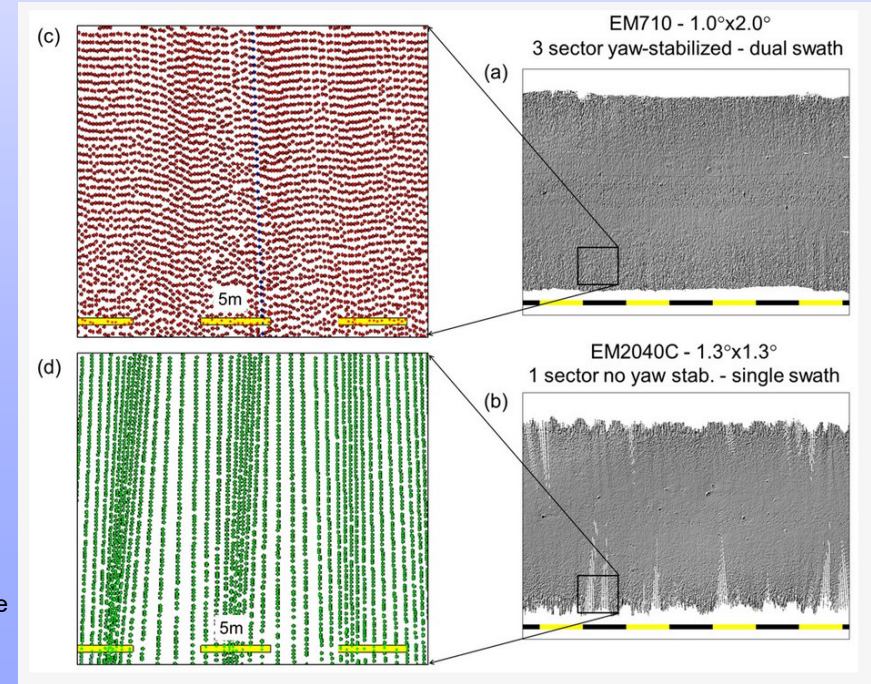 (c)
EM710 - 1.0°x2.0°
3 sector yaw-stabilized - dual swath
(a)
5m
(d)
EM2040C - 1.3°x1.3°
1 sector no yaw stab. - single swath
(b)
5m
e